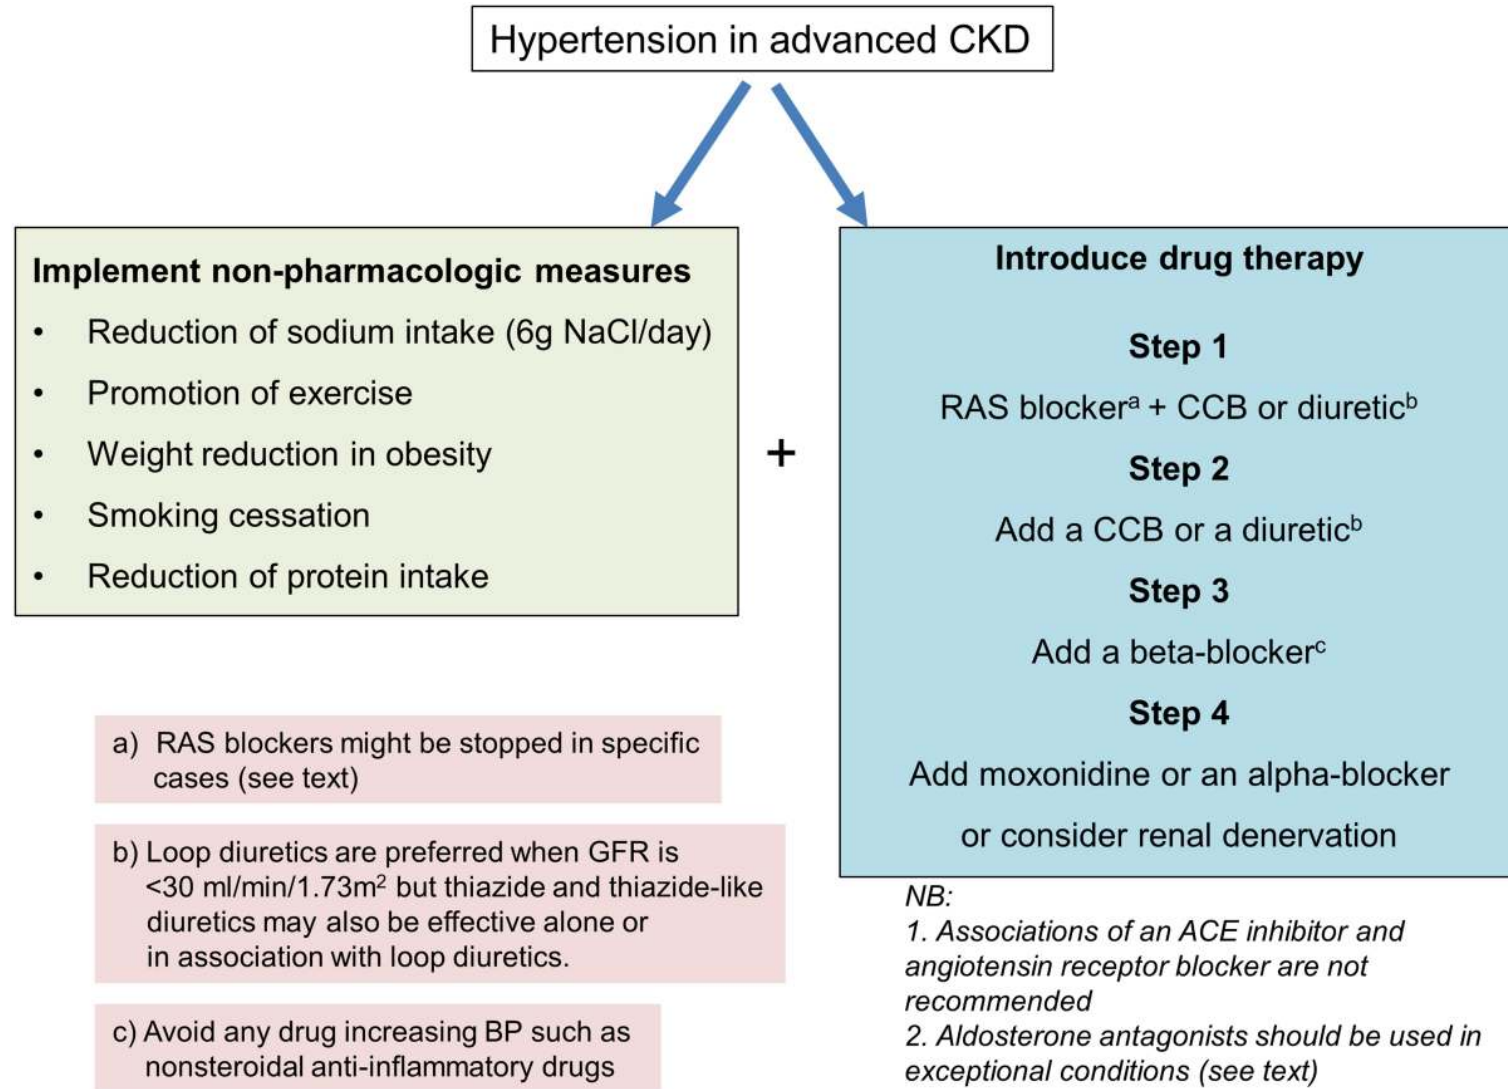 Hypertension in advanced CKD
Implement non-pharmacologic measures
• Reduction of sodium intake (6g NaCl/day)
• Promotion of exercise
• Weight reduction in obesity
• Smoking cessation
• Reduction of protein intake
+
Introduce drug therapy
Step 1
RAS blockerᵃ + CCB or diureticᵇ
Step 2
Add a CCB or a diureticᵇ
Step 3
Add a beta-blockerᶜ
Step 4
Add moxonidine or an alpha-blocker
or consider renal denervation
a) RAS blockers might be stopped in specific
cases (see text)
b) Loop diuretics are preferred when GFR is
<30 ml/min/1.73m² but thiazide and thiazide-like
diuretics may also be effective alone or
in association with loop diuretics.
c) Avoid any drug increasing BP such as
nonsteroidal anti-inflammatory drugs
NB:
1. Associations of an ACE inhibitor and
angiotensin receptor blocker are not
recommended
2. Aldosterone antagonists should be used in
exceptional conditions (see text)